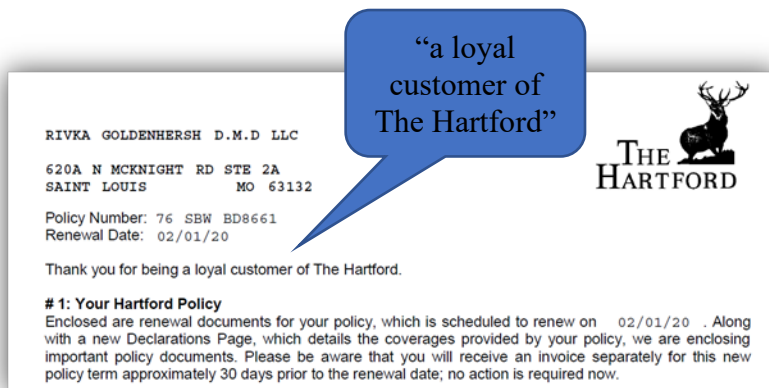 “a loyal
customer of
The Hartford”
RIVKA GOLDENHERSH D.M.D LLC
620A N MCKNIGHT RD STE 2A
SAINT LOUIS MO 63132
THE
HARTFORD
Policy Number: 76 SBW BD8661
Renewal Date: 02/01/20
Thank you for being a loyal customer of The Hartford.
# 1: Your Hartford Policy
Enclosed are renewal documents for your policy, which is scheduled to renew on 02/01/20 . Along
with a new Declarations Page, which details the coverages provided by your policy, we are enclosing
important policy documents. Please be aware that you will receive an invoice separately for this new
policy term approximately 30 days prior to the renewal date; no action is required now.